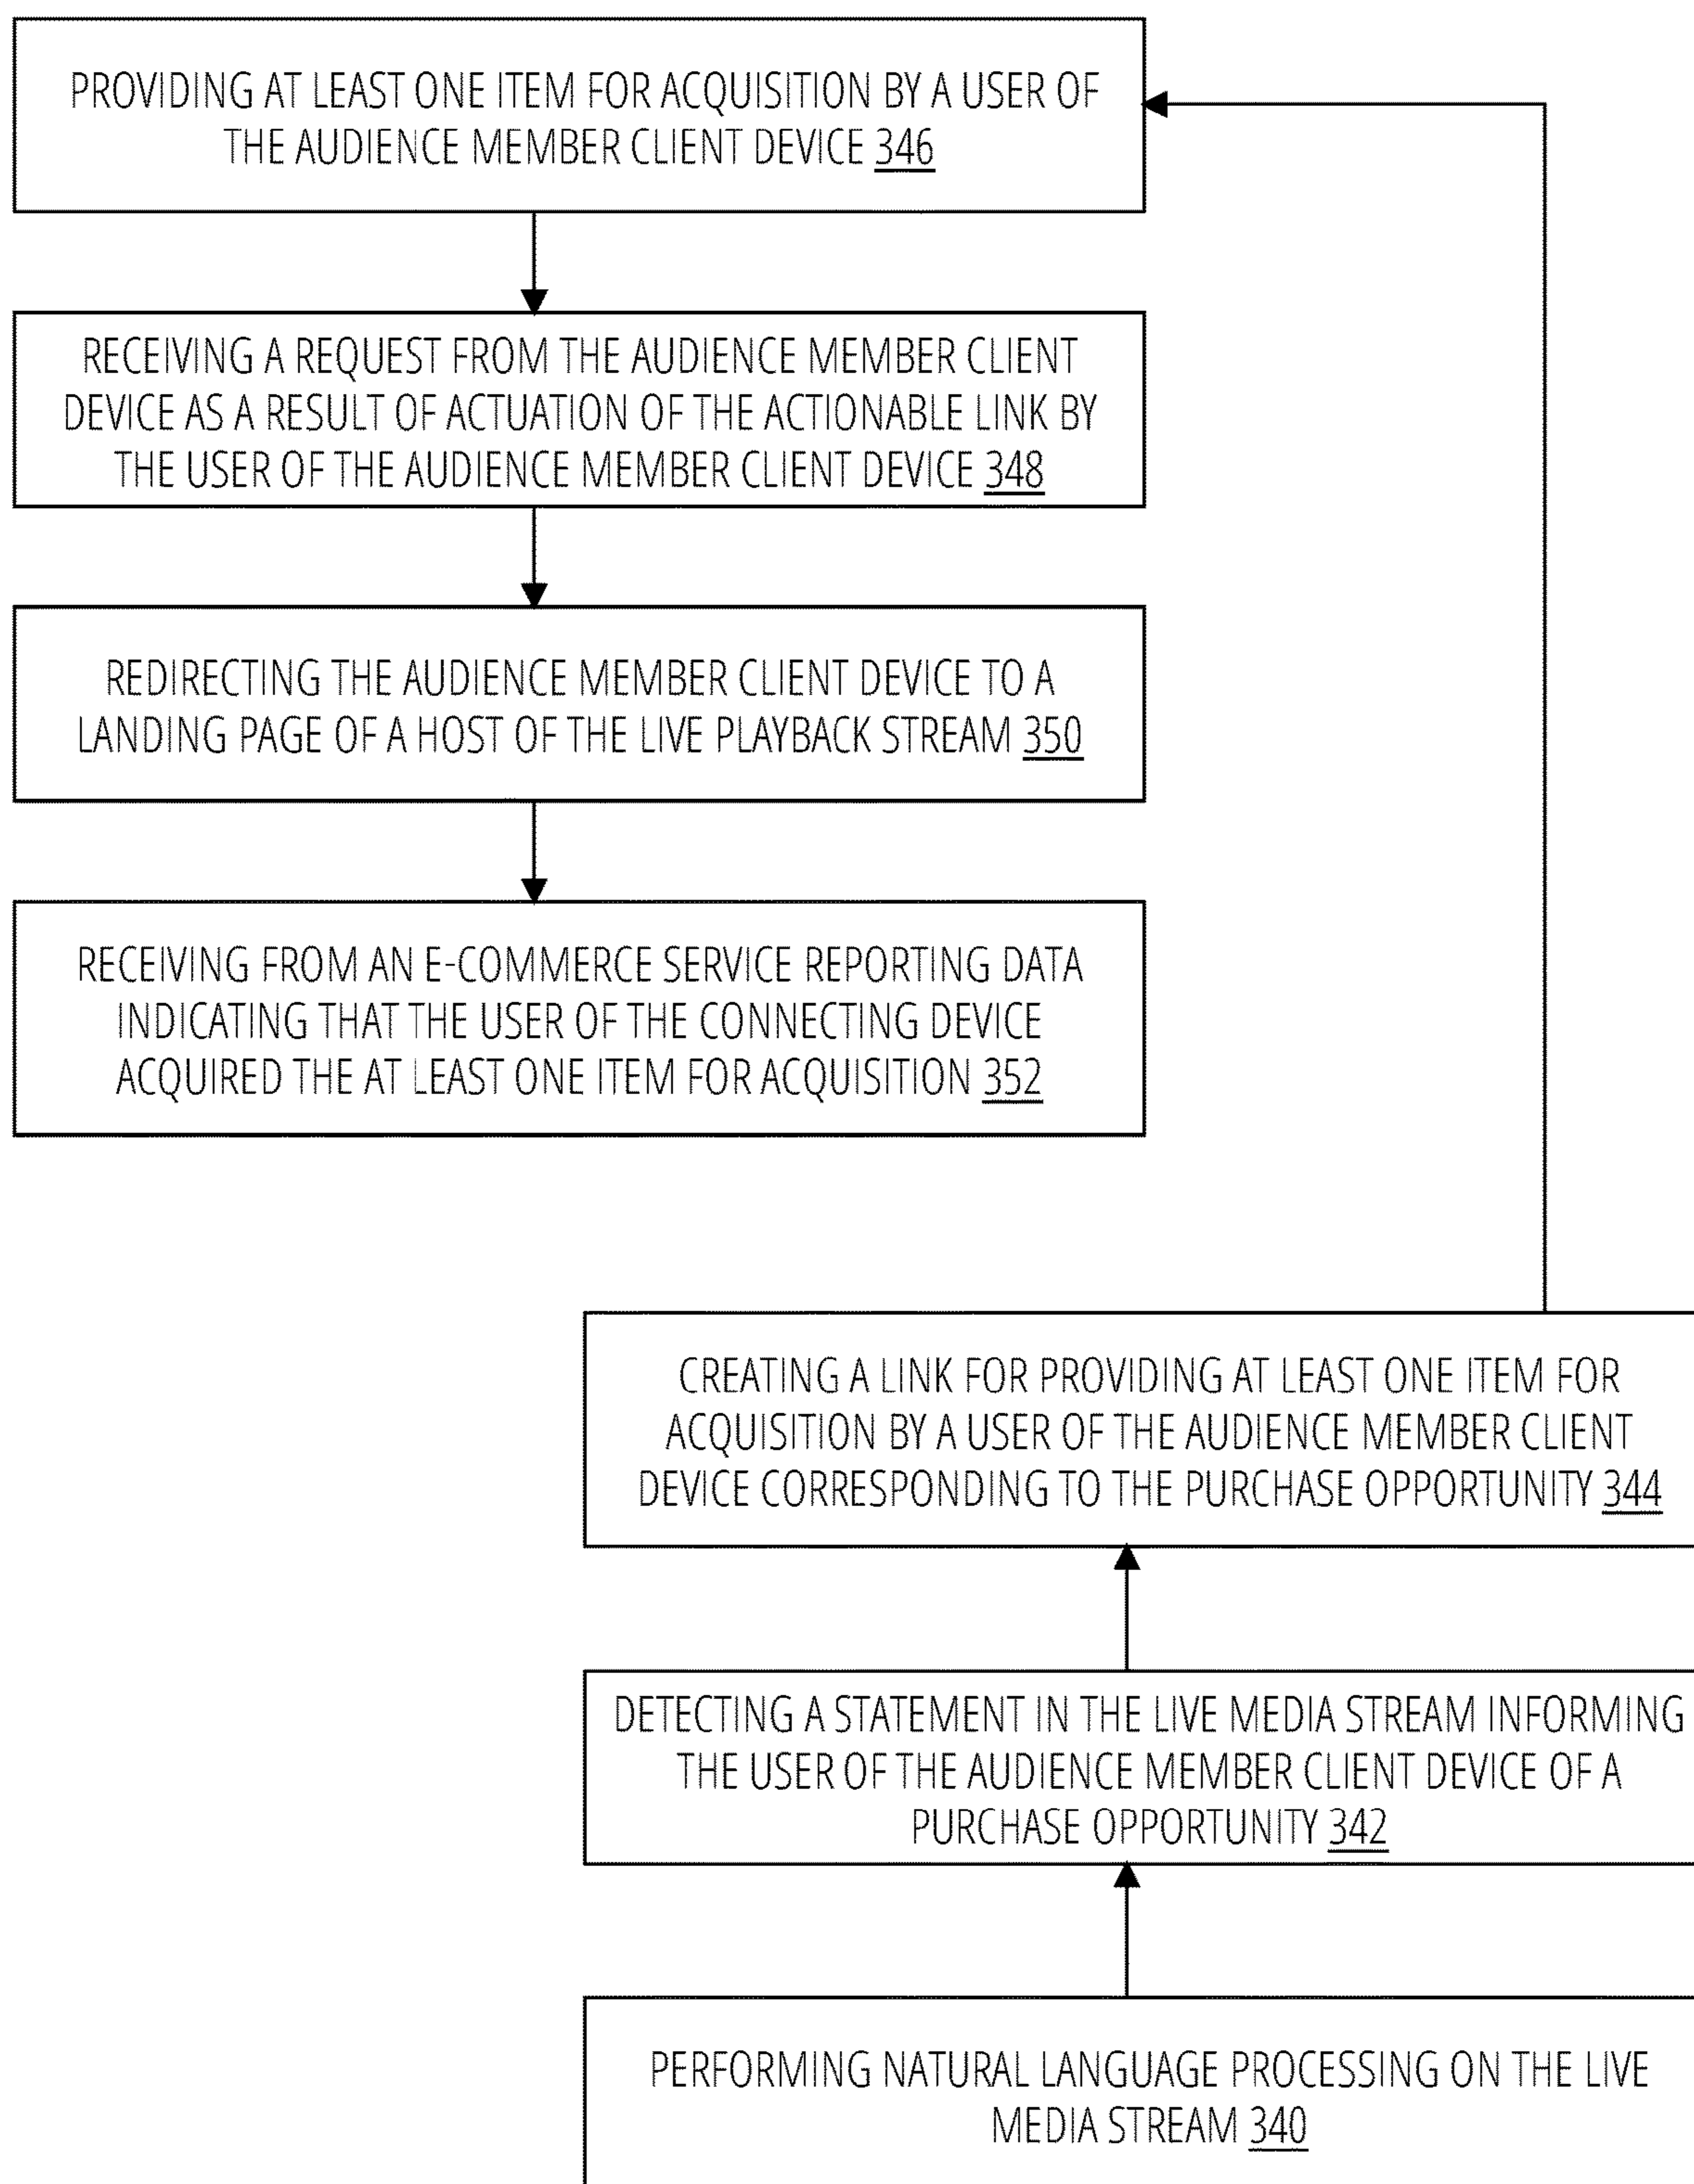 PROVIDING AT LEAST ONE ITEM FOR ACQUISITION BY A USER OF
THE AUDIENCE MEMBER CLIENT DEVICE 346
RECEIVING A REQUEST FROM THE AUDIENCE MEMBER CLIENT
DEVICE AS A RESULT OF ACTUATION OF THE ACTIONABLE LINK BY
THE USER OF THE AUDIENCE MEMBER CLIENT DEVICE 348
REDIRECTING THE AUDIENCE MEMBER CLIENT DEVICE TO A
LANDING PAGE OF A HOST OF THE LIVE PLAYBACK STREAM 350
RECEIVING FROM AN E-COMMERCE SERVICE REPORTING DATA
INDICATING THAT THE USER OF THE CONNECTING DEVICE
ACQUIRED THE AT LEAST ONE ITEM FOR ACQUISITION 352
CREATING A LINK FOR PROVIDING AT LEAST ONE ITEM FOR
ACQUISITION BY A USER OF THE AUDIENCE MEMBER CLIENT
DEVICE CORRESPONDING TO THE PURCHASE OPPORTUNITY 344
DETECTING A STATEMENT IN THE LIVE MEDIA STREAM INFORMING
THE USER OF THE AUDIENCE MEMBER CLIENT DEVICE OF A
PURCHASE OPPORTUNITY 342
PERFORMING NATURAL LANGUAGE PROCESSING ON THE LIVE
MEDIA STREAM 340